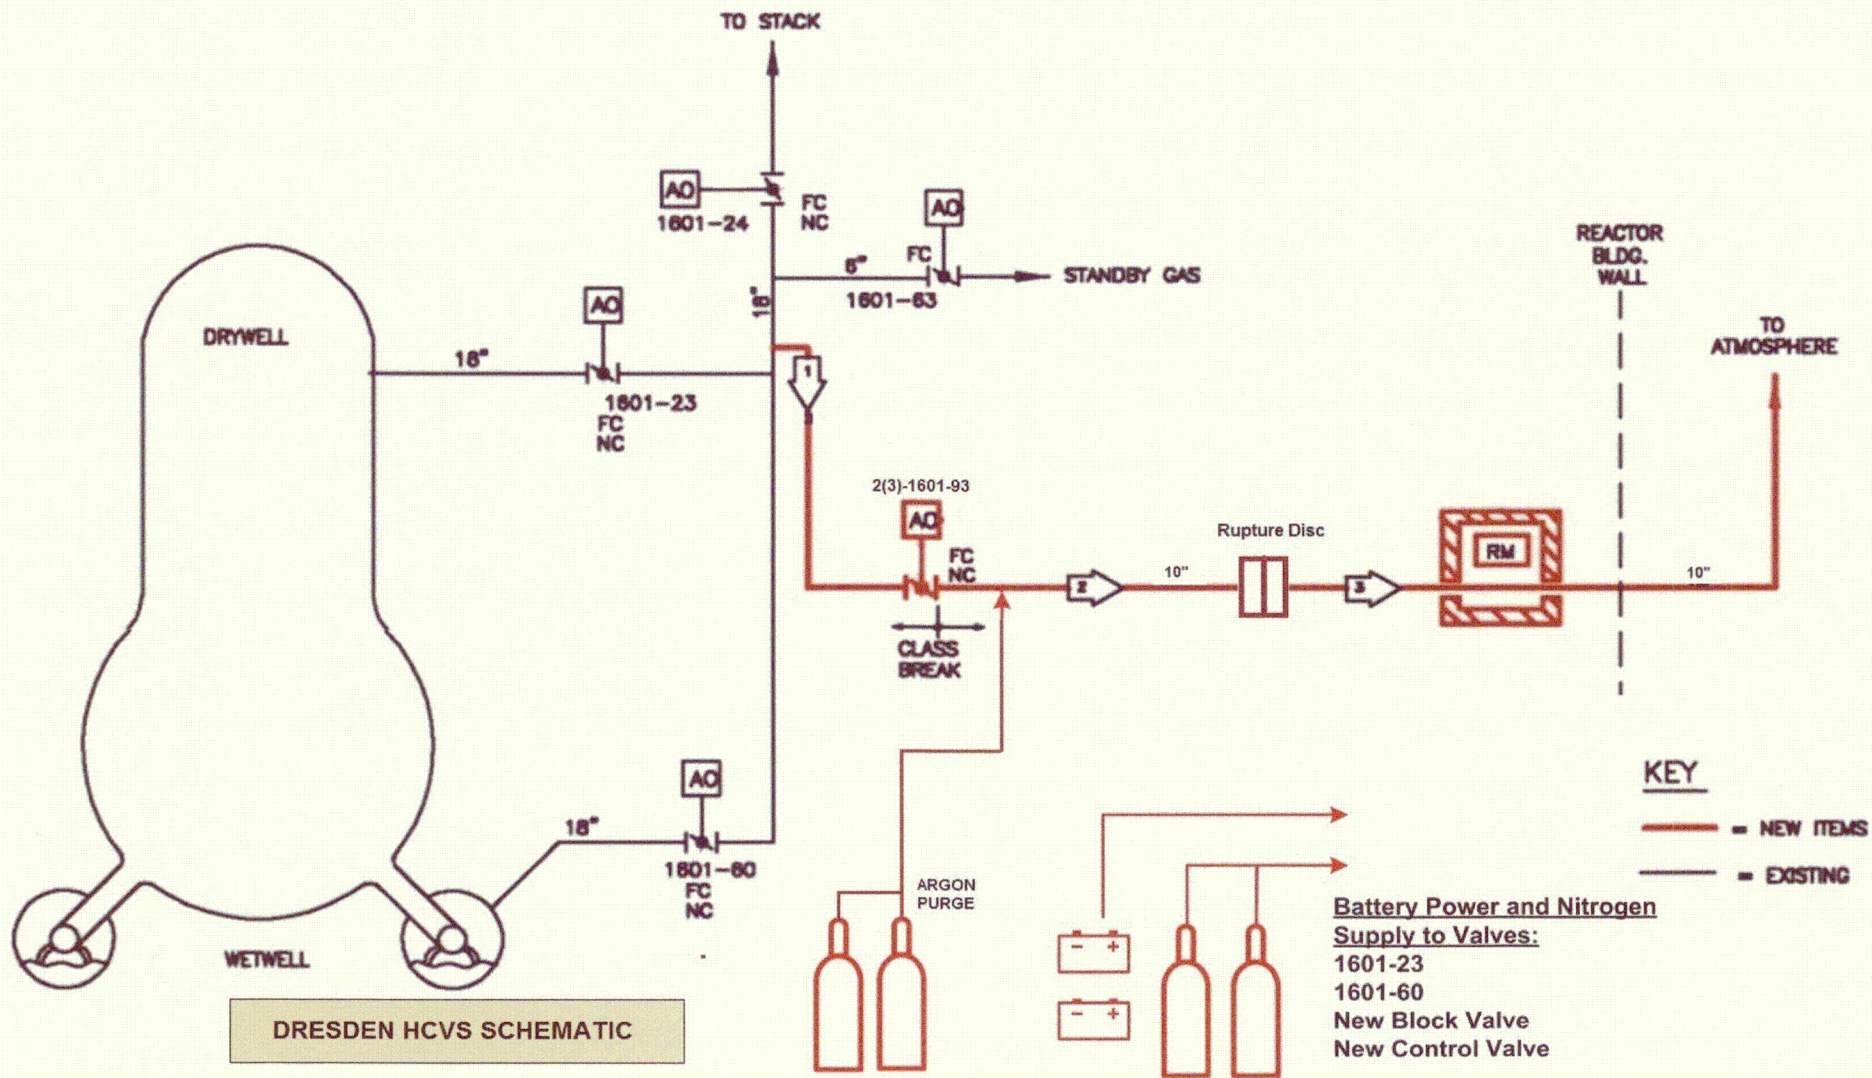 TO STACK
AO
1601-24
FC
NC
AO
FC
6"
1601-63
STANDBY GAS
18"
REACTOR
BLDG.
WALL
TO
ATMOSPHERE
DRYWELL
18"
AO
1601-23
FC
NC
1
2(3)-1601-93
AO
FC
NC
CLASS
BREAK
2
10"
Rupture Disc
3
RM
10"
18"
AO
1601-60
FC
NC
WETWELL
ARGON
PURGE
- +
- +
KEY
= NEW ITEMS
= EXISTING
Battery Power and Nitrogen
Supply to Valves:
1601-23
1601-60
New Block Valve
New Control Valve
DRESDEN HCVS SCHEMATIC